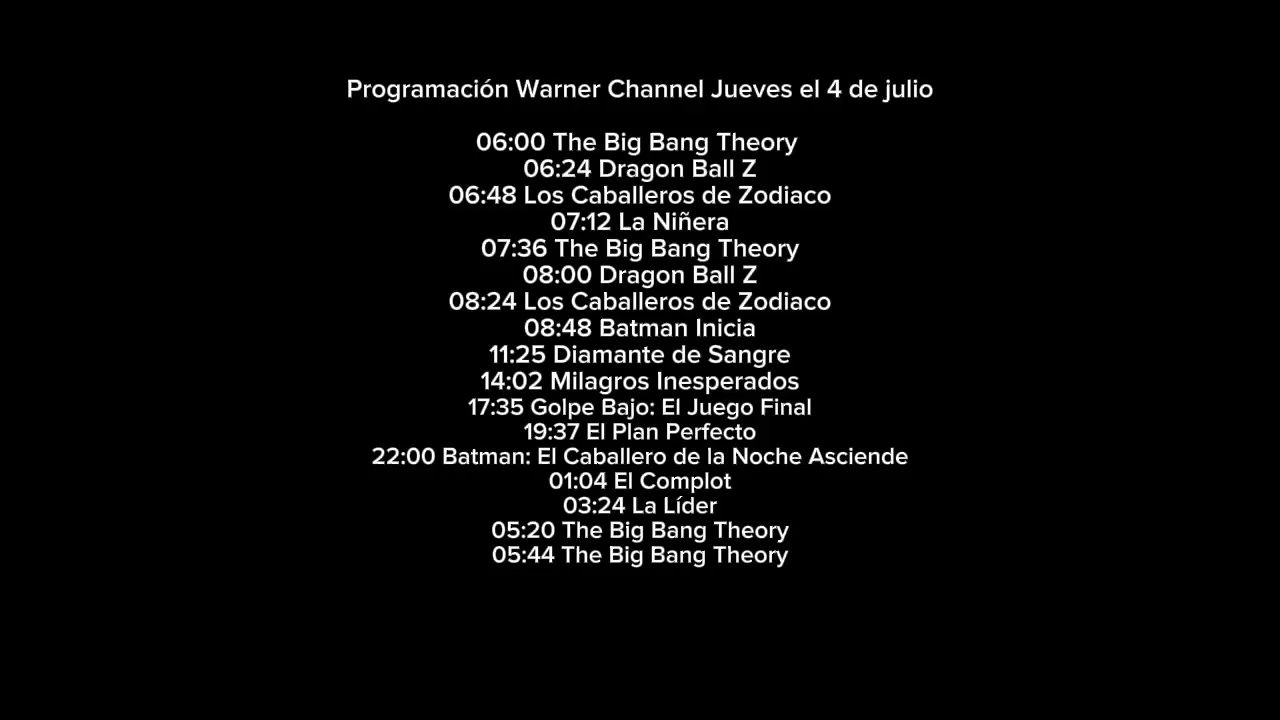 Programación Warner Channel Jueves el 4 de julio
06:00 The Big Bang Theory
06:24 Dragon Ball Z
06:48 Los Caballeros de Zodiaco
07:12 La Niñera
07:36 The Big Bang Theory
08:00 Dragon Ball Z
08:24 Los Caballeros de Zodiaco
08:48 Batman Inicia
11:25 Diamante de Sangre
14:02 Milagros Inesperados
17:35 Golpe Bajo: El Juego Final
19:37 El Plan Perfecto
22:00 Batman: El Caballero de la Noche Asciende
01:04 El Complot
03:24 La Líder
05:20 The Big Bang Theory
05:44 The Big Bang Theory